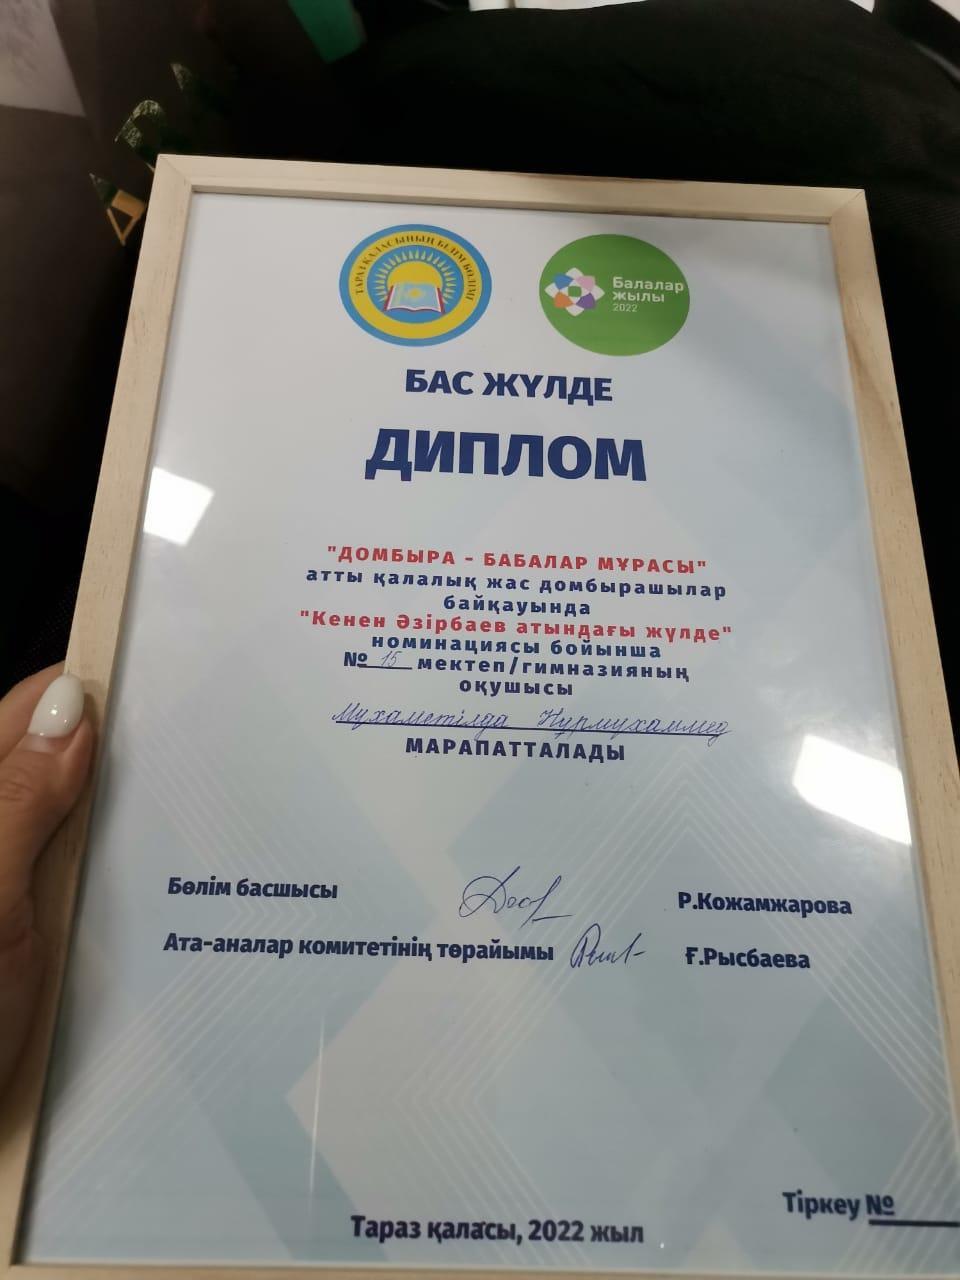 ТАРАЗ ҚАЛАСЫНЫҢ БІЛІМ БӨЛІМІ
Балалар
жылы
2022
БАС ЖҮЛДЕ
ДИПЛОМ
"ДОМБЫРА - БАБАЛАР МҰРАСЫ"
атты қалалық жас домбырашылар
байқауында
"Кенен Әзірбаев атындағы жүлде"
номинациясы бойынша
№ 15 мектеп/гимназияның
оқушысы
Мұхаметілда Нұрмұхаммед
МАРАПАТТАЛАДЫ
Бөлім басшысы Р.Кожамжарова
Ата-аналар комитетінің төрайымы Ғ.Рысбаева
Тіркеу №
Тараз қаласы, 2022 жыл